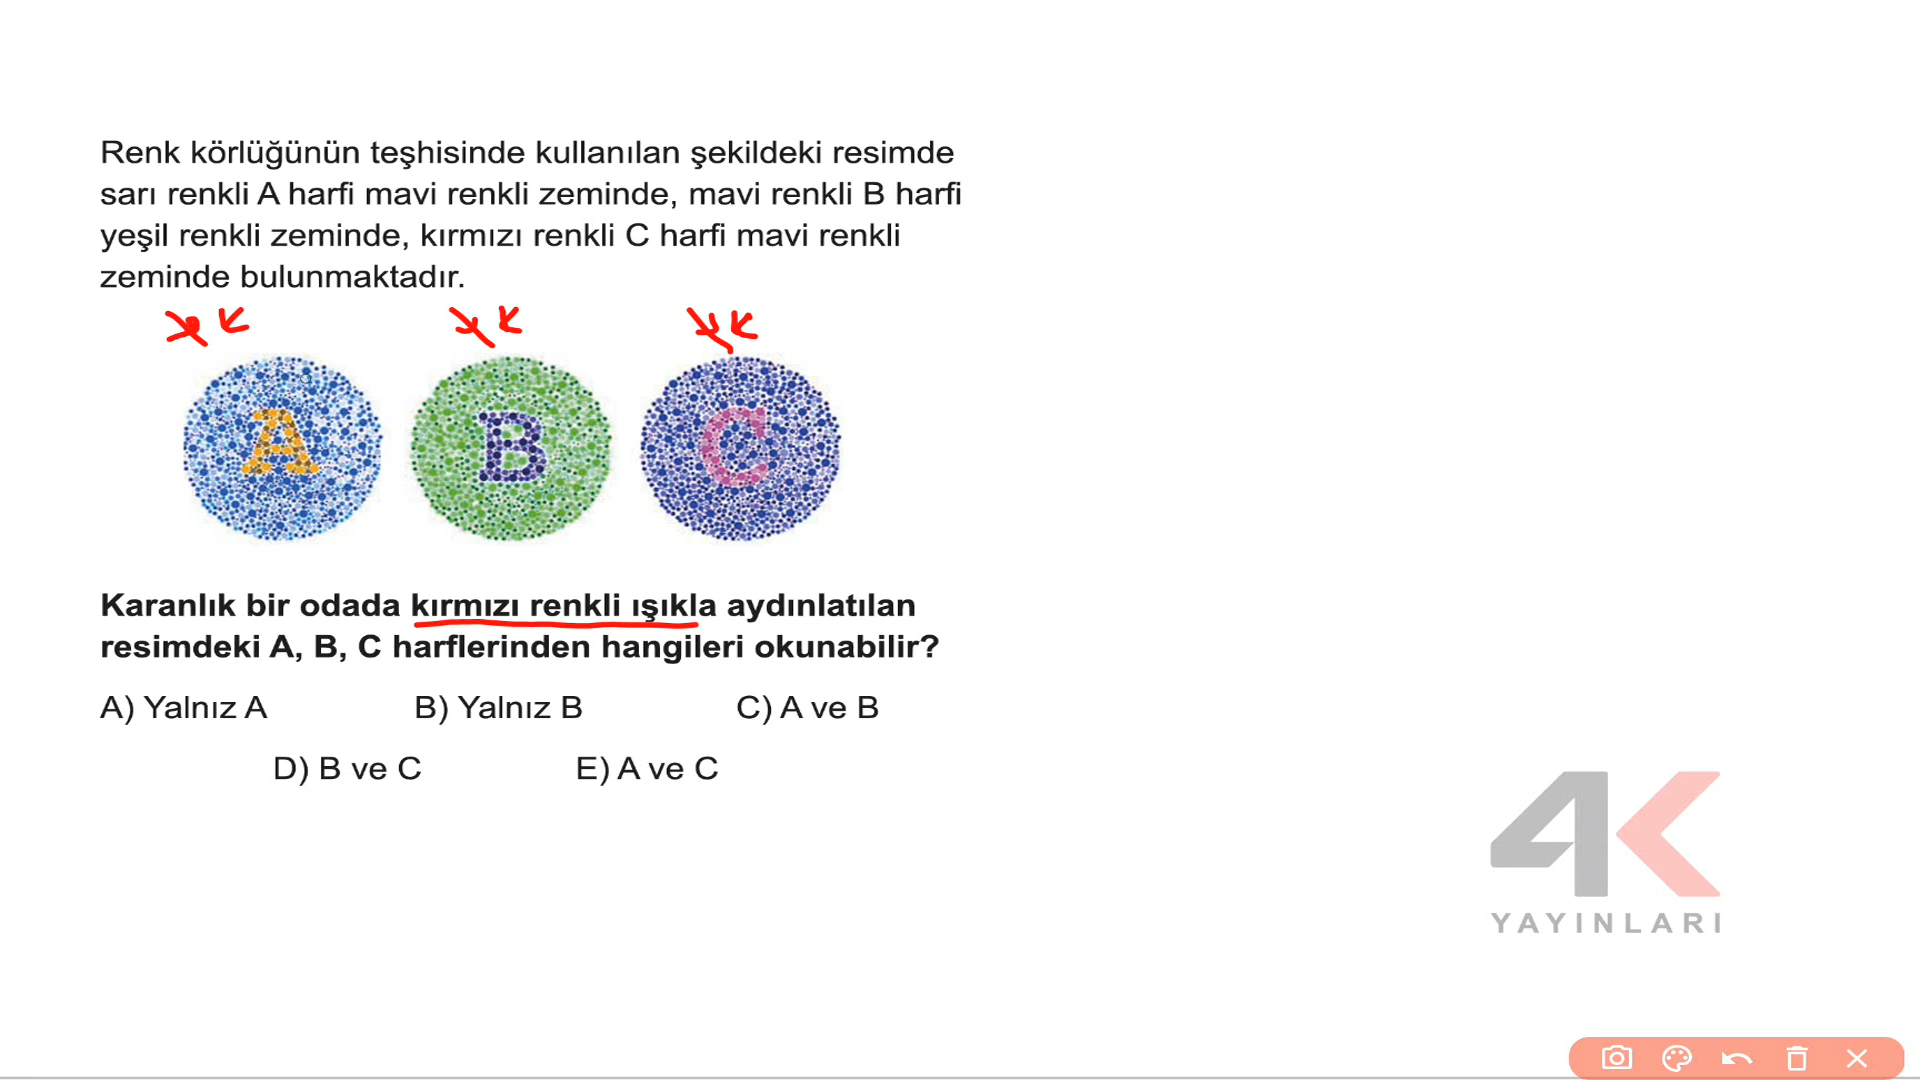 Renk körlüğünün teşhisinde kullanılan şekildeki resimde
sarı renkli A harfi mavi renkli zeminde, mavi renkli B harfi
yeşil renkli zeminde, kırmızı renkli C harfi mavi renkli
zeminde bulunmaktadır.
A B C
Karanlık bir odada kırmızı renkli ışıkla aydınlatılan
resimdeki A, B, C harflerinden hangileri okunabilir?
A) Yalnız A B) Yalnız B C) A ve B
D) B ve C E) A ve C
4K
YAYINLARI